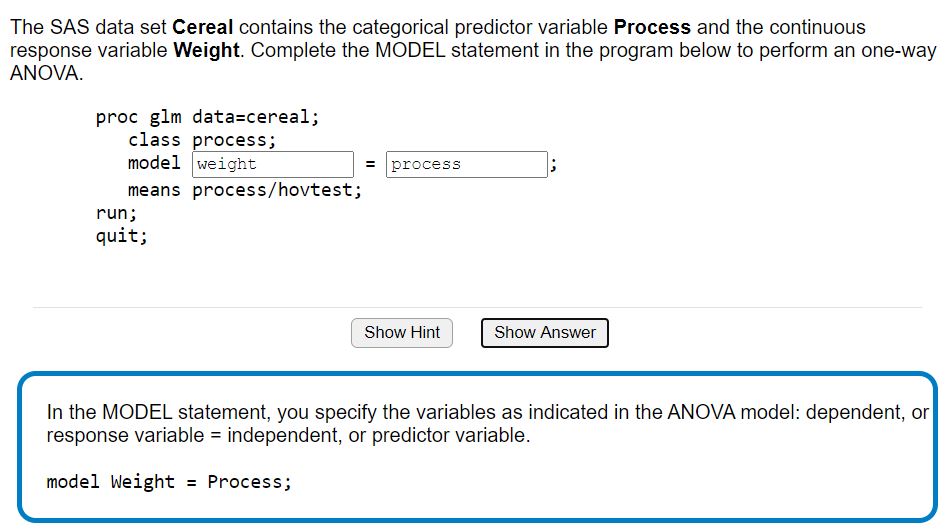 The SAS data set Cereal contains the categorical predictor variable Process and the continuous
response variable Weight. Complete the MODEL statement in the program below to perform an one-way
ANOVA.
proc glm data=cereal;
class process;
model weight = process;
means process/hovtest;
run;
quit;
Show Hint Show Answer
In the MODEL statement, you specify the variables as indicated in the ANOVA model: dependent, or
response variable = independent, or predictor variable.
model Weight = Process;